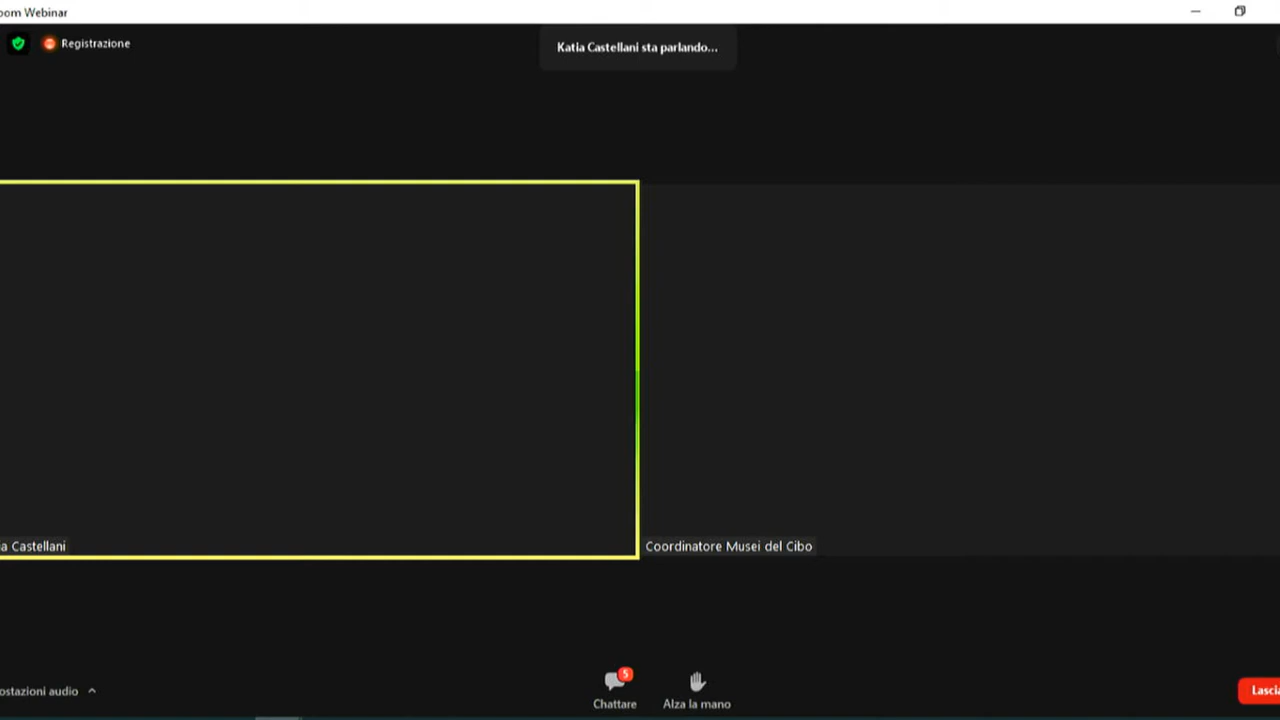 oom Webinar
Registrazione
Katia Castellani sta parlando...
ia Castellani
Coordinatore Musei del Cibo
ostazioni audio
5
Chattare
Alza la mano
Lascia